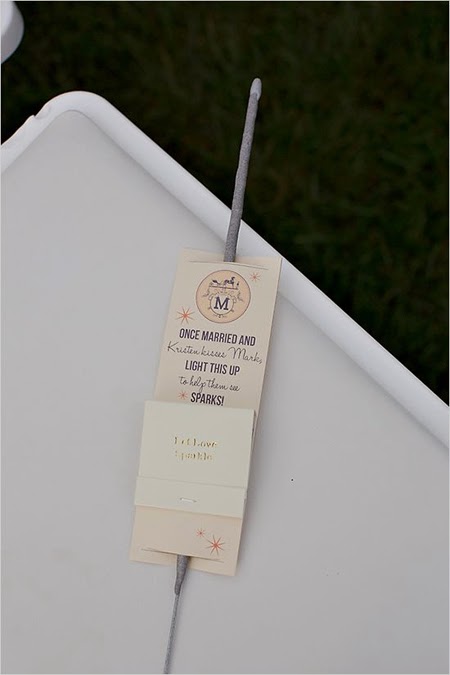 M
ONCE MARRIED AND
Kristen kisses Mark,
LIGHT THIS UP
to help them see
SPARKS!
Let Love
Sparkle